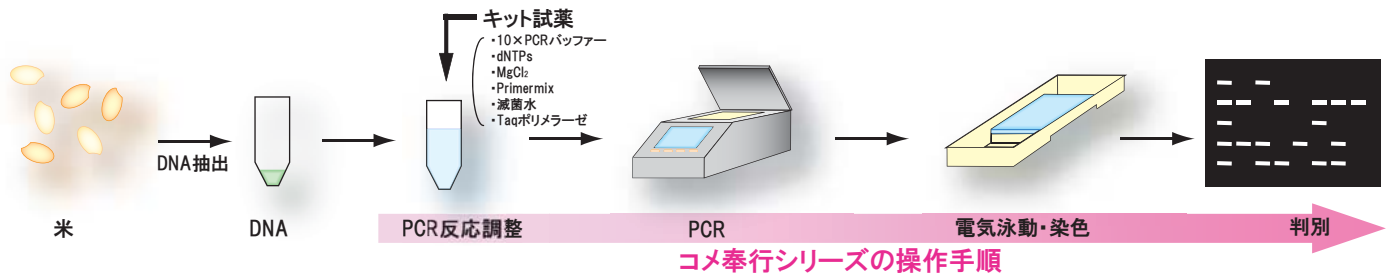 キット試薬
・10×PCRバッファー
・dNTPs
・MgCl₂
・Primermix
・滅菌水
・Taqポリメラーゼ
DNA抽出
米
DNA
PCR反応調整
PCR
電気泳動・染色
判別
コメ奉行シリーズの操作手順